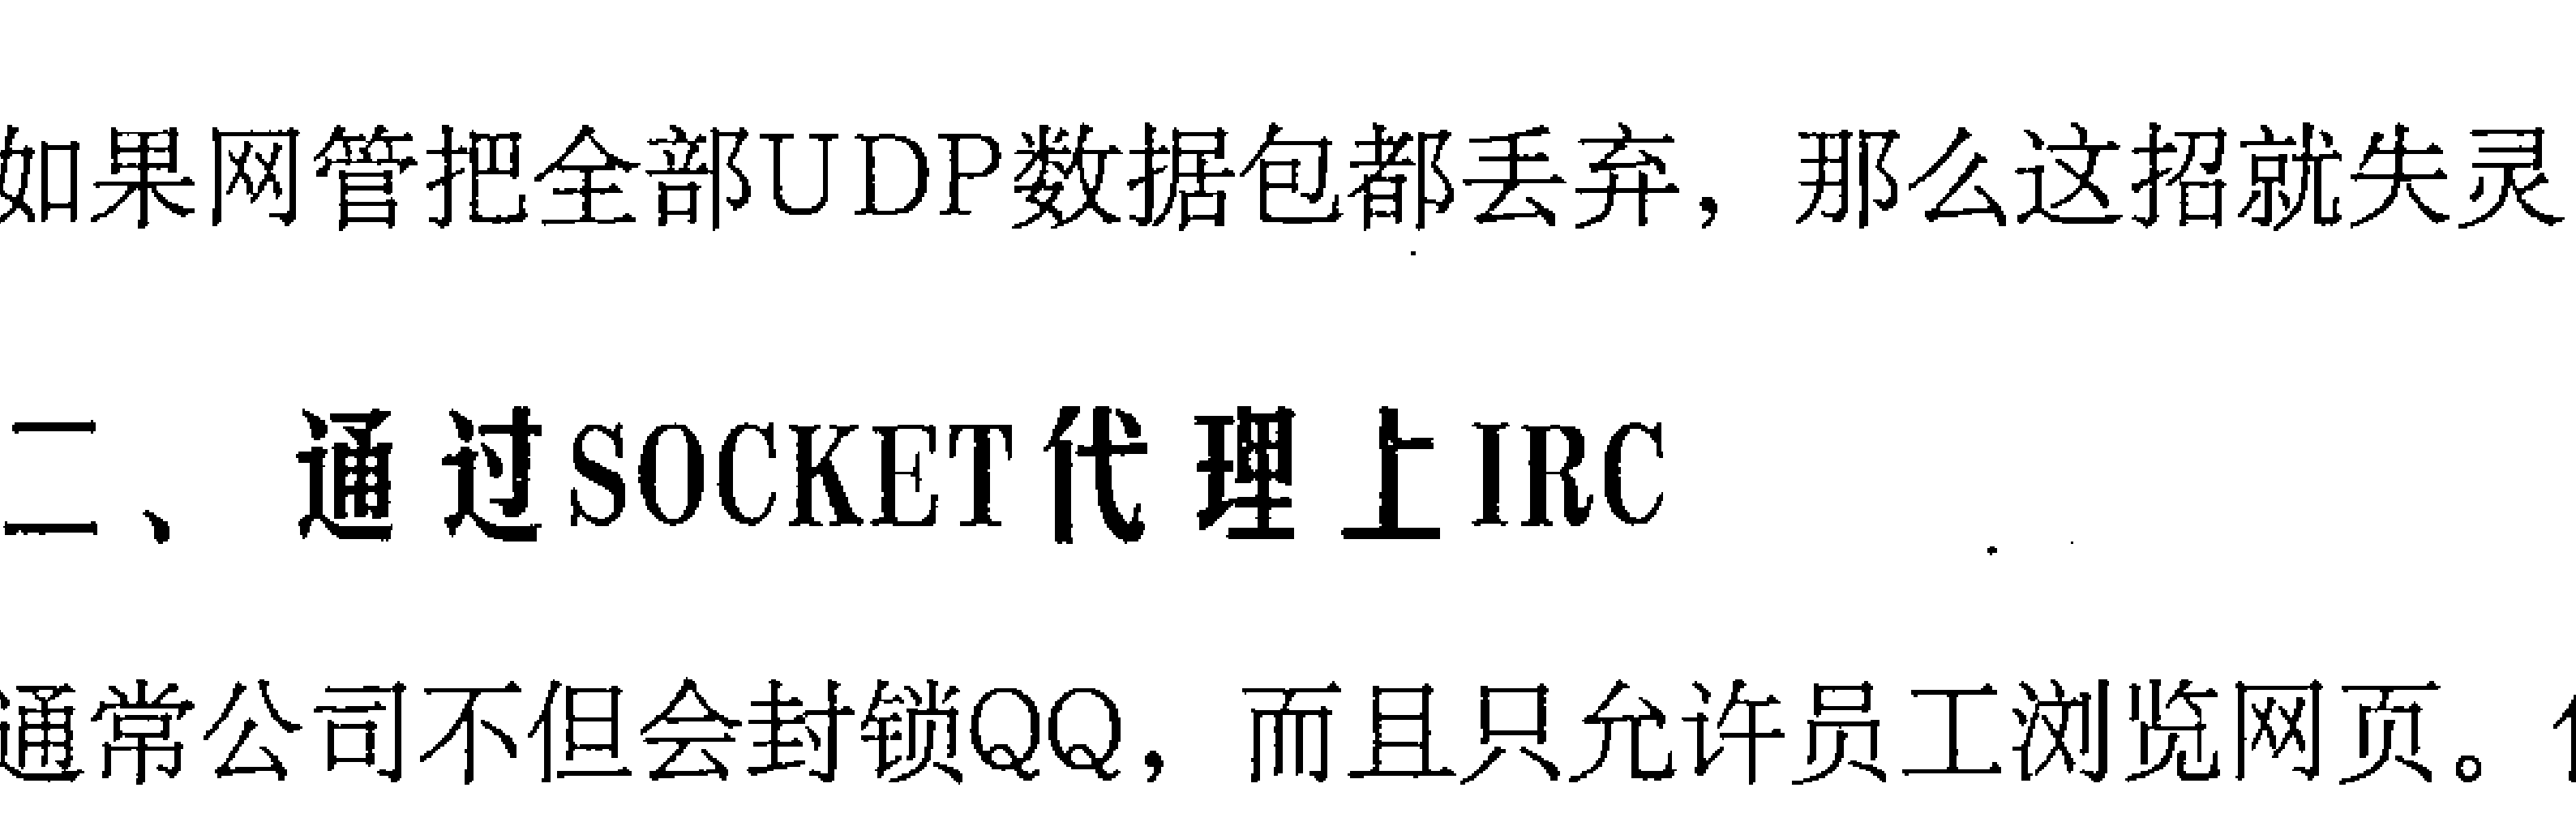 如果网管把全部UDP数据包都丢弃，那么这招就失灵
二、通过SOCKET代理上IRC
通常公司不但会封锁QQ，而且只允许员工浏览网页。